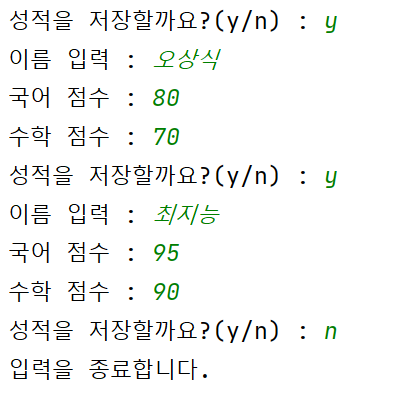 성적을 저장할까요?(y/n) : y
이름 입력 : 오상식
국어 점수 : 80
수학 점수 : 70
성적을 저장할까요?(y/n) : y
이름 입력 : 최지능
국어 점수 : 95
수학 점수 : 90
성적을 저장할까요?(y/n) : n
입력을 종료합니다.